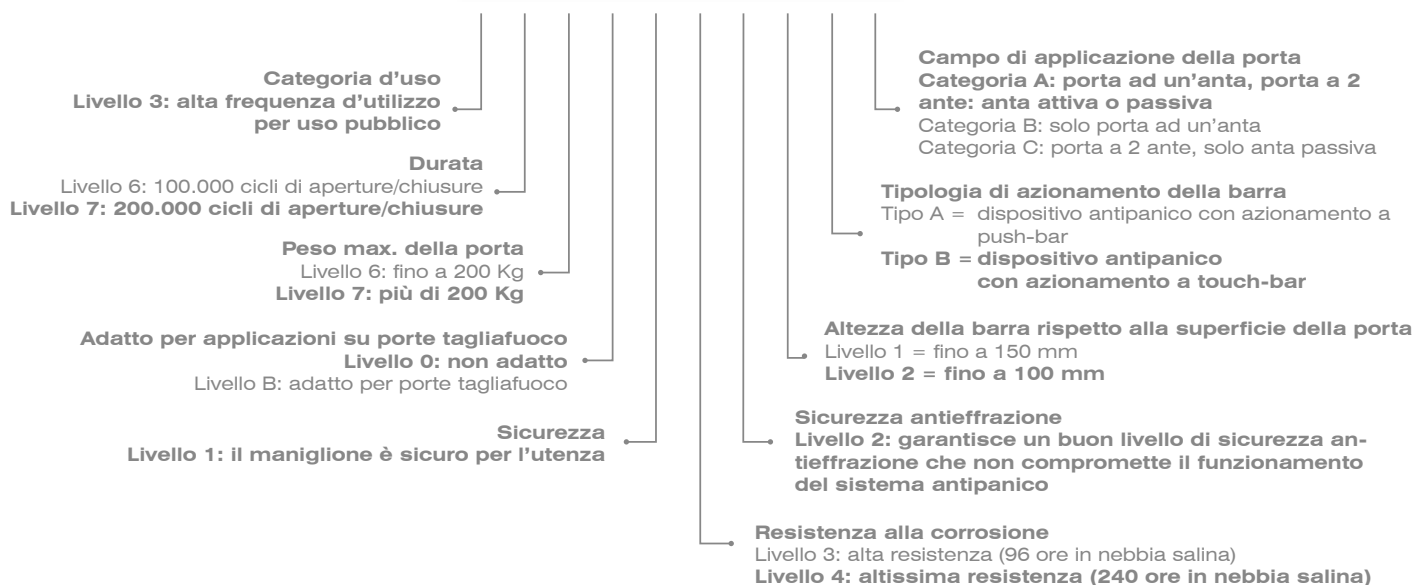 Categoria d'uso
Livello 3: alta frequenza d'utilizzo
per uso pubblico
Durata
Livello 6: 100.000 cicli di aperture/chiusure
Livello 7: 200.000 cicli di aperture/chiusure
Peso max. della porta
Livello 6: fino a 200 Kg
Livello 7: più di 200 Kg
Adatto per applicazioni su porte tagliafuoco
Livello 0: non adatto
Livello B: adatto per porte tagliafuoco
Sicurezza
Livello 1: il maniglione è sicuro per l'utenza
Campo di applicazione della porta
Categoria A: porta ad un'anta, porta a 2
ante: anta attiva o passiva
Categoria B: solo porta ad un'anta
Categoria C: porta a 2 ante, solo anta passiva
Tipologia di azionamento della barra
Tipo A = dispositivo antipanico con azionamento a
push-bar
Tipo B = dispositivo antipanico
con azionamento a touch-bar
Altezza della barra rispetto alla superficie della porta
Livello 1 = fino a 150 mm
Livello 2 = fino a 100 mm
Sicurezza antieffrazione
Livello 2: garantisce un buon livello di sicurezza an-
tieffrazione che non compromette il funzionamento
del sistema antipanico
Resistenza alla corrosione
Livello 3: alta resistenza (96 ore in nebbia salina)
Livello 4: altissima resistenza (240 ore in nebbia salina)